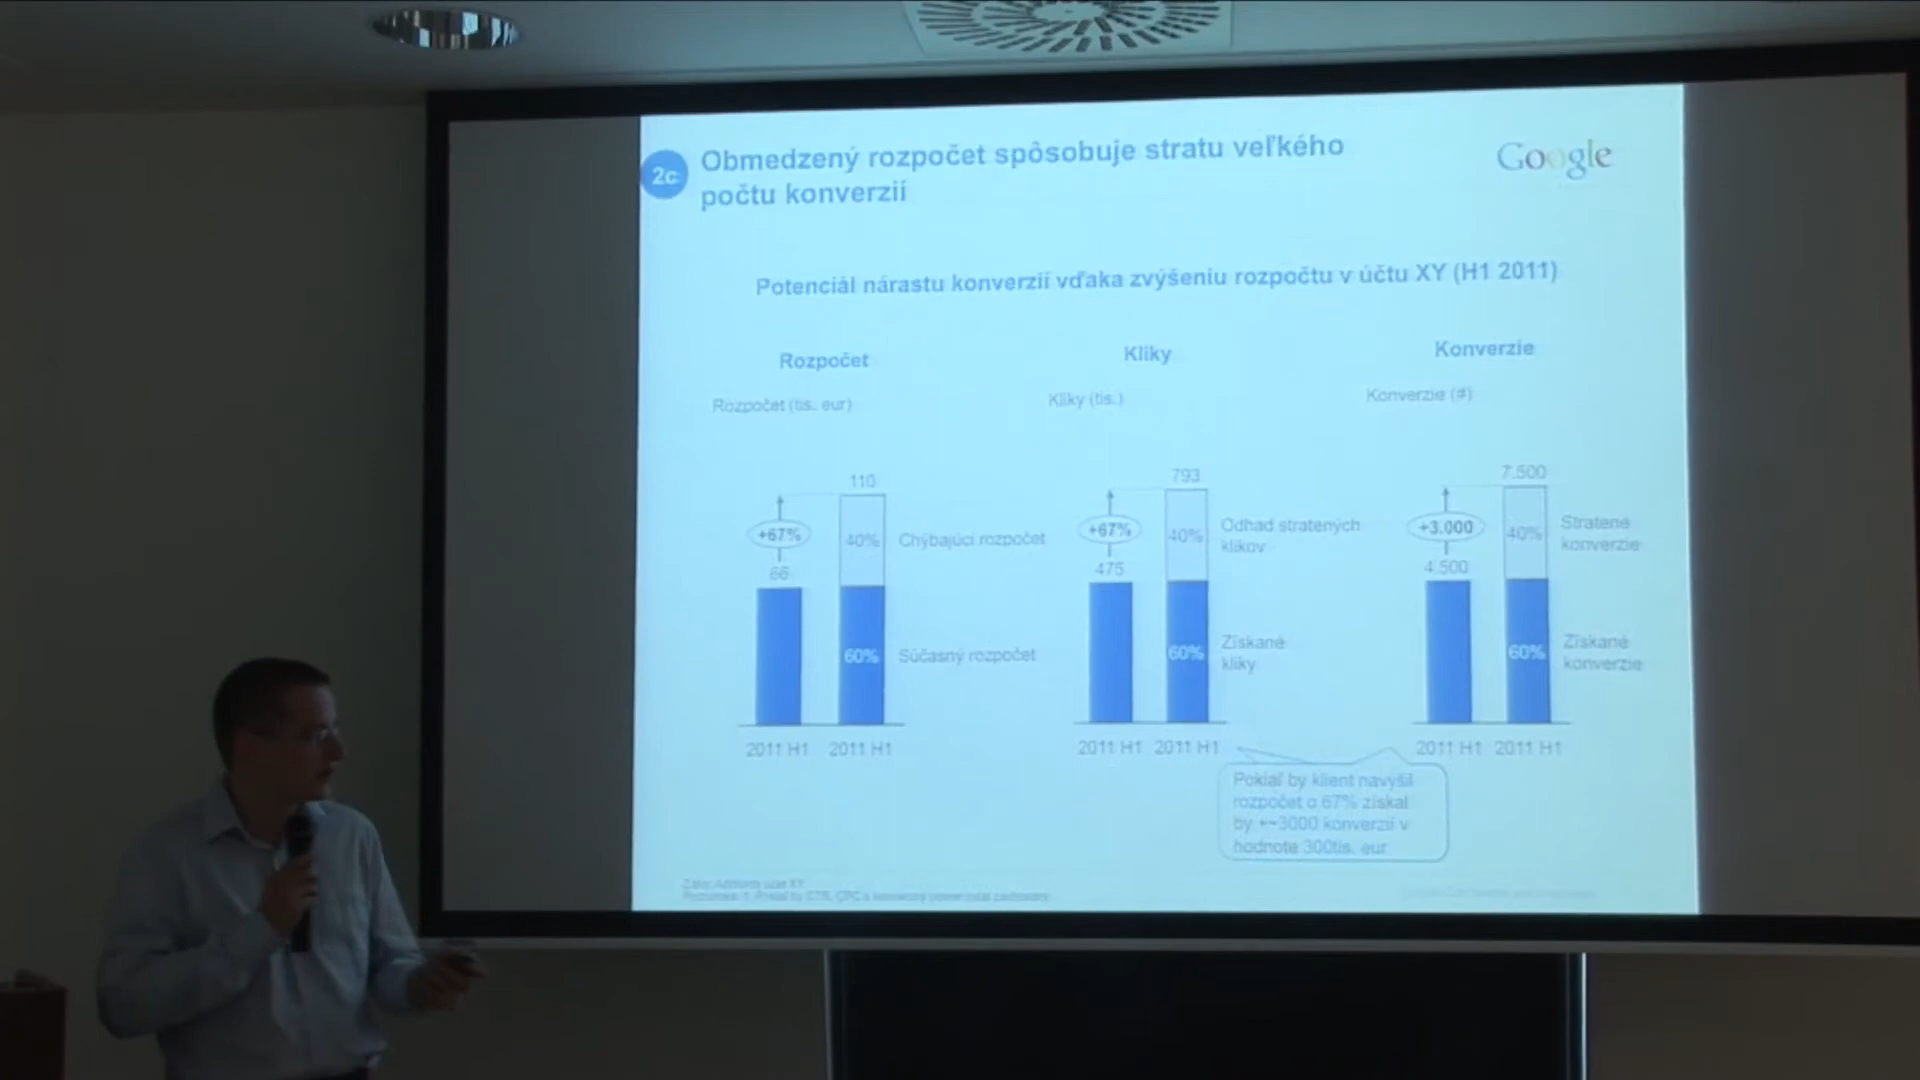 2c
Obmedzený rozpočet spôsobuje stratu veľkého
počtu konverzií
Google
Potenciál nárastu konverzií vďaka zvýšeniu rozpočtu v účtu XY (H1 2011)
Rozpočet
Rozpočet (tis. eur)
110
+67%
40%
Chýbajúci rozpočet
66
60%
Súčasný rozpočet
2011 H1 2011 H1
Kliky
Kliky (tis.)
793
+67%
40%
Odhad stratených
klikov
475
60%
Získané
kliky
2011 H1 2011 H1
Konverzie
Konverzie (#)
7.500
+3.000
40%
Stratené
konverzie
4.500
60%
Získané
konverzie
2011 H1 2011 H1
Pokiaľ by klient navýšil
rozpočet o 67% získal
by +~3000 konverzií v
hodnote 300tis. eur